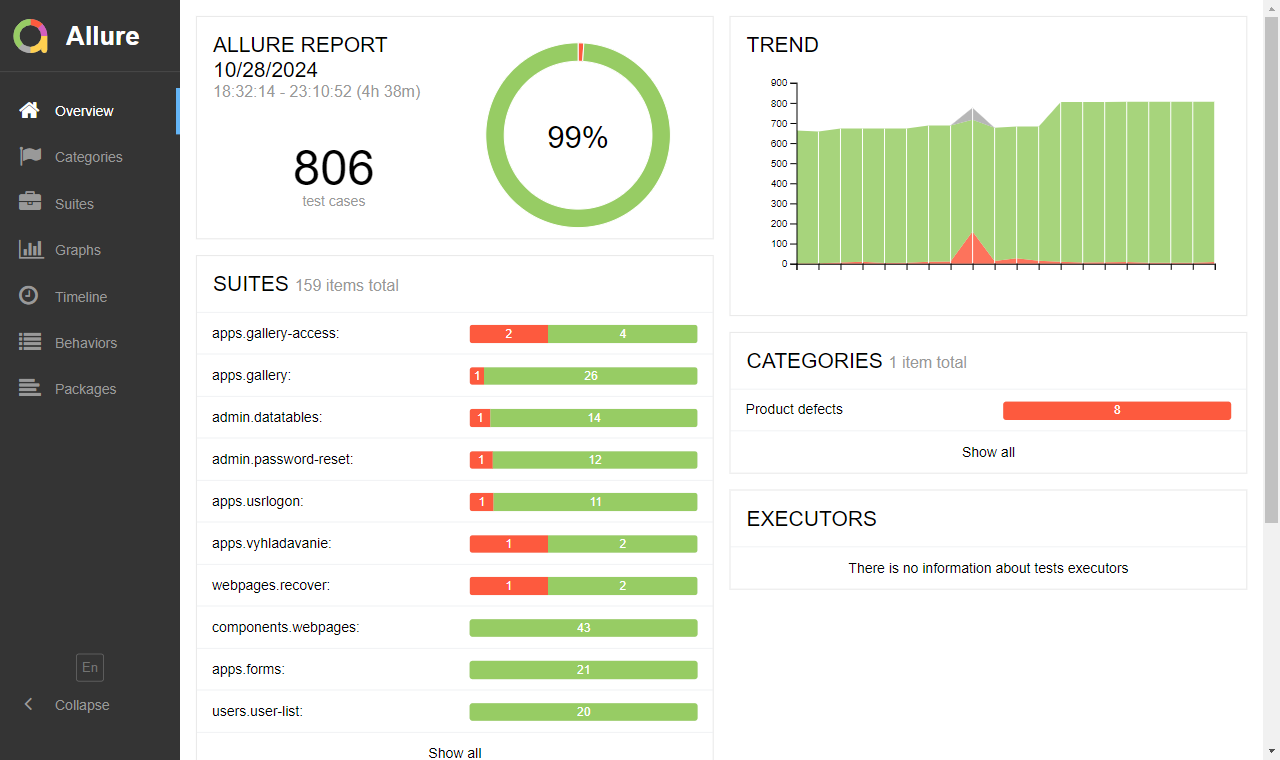 Allure
Overview
Categories
Suites
Graphs
Timeline
Behaviors
Packages
En
Collapse
ALLURE REPORT
10/28/2024
18:32:14 - 23:10:52 (4h 38m)
806
test cases
99%
SUITES 159 items total
apps.gallery-access: 2 4
apps.gallery: 1 26
admin.datatables: 1 14
admin.password-reset: 1 12
apps.usrlogon: 1 11
apps.vyhladavanie: 1 2
webpages.recover: 1 2
components.webpages: 43
apps.forms: 21
users.user-list: 20
Show all
TREND
900
800
700
600
500
400
300
200
100
0
CATEGORIES 1 item total
Product defects 8
Show all
EXECUTORS
There is no information about tests executors